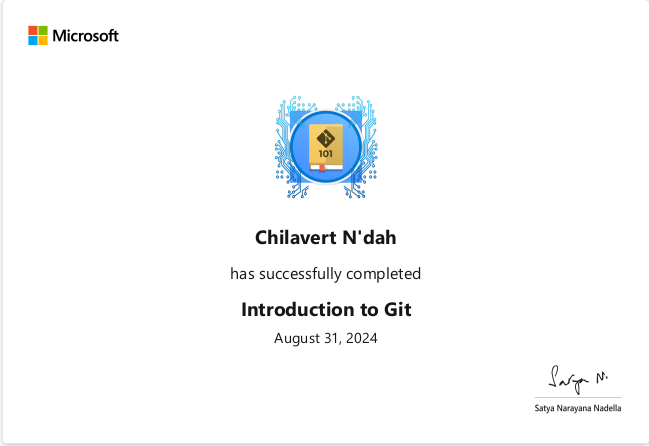 Microsoft
101
Chilavert N'dah
has successfully completed
Introduction to Git
August 31, 2024
Satya N.
Satya Narayana Nadella